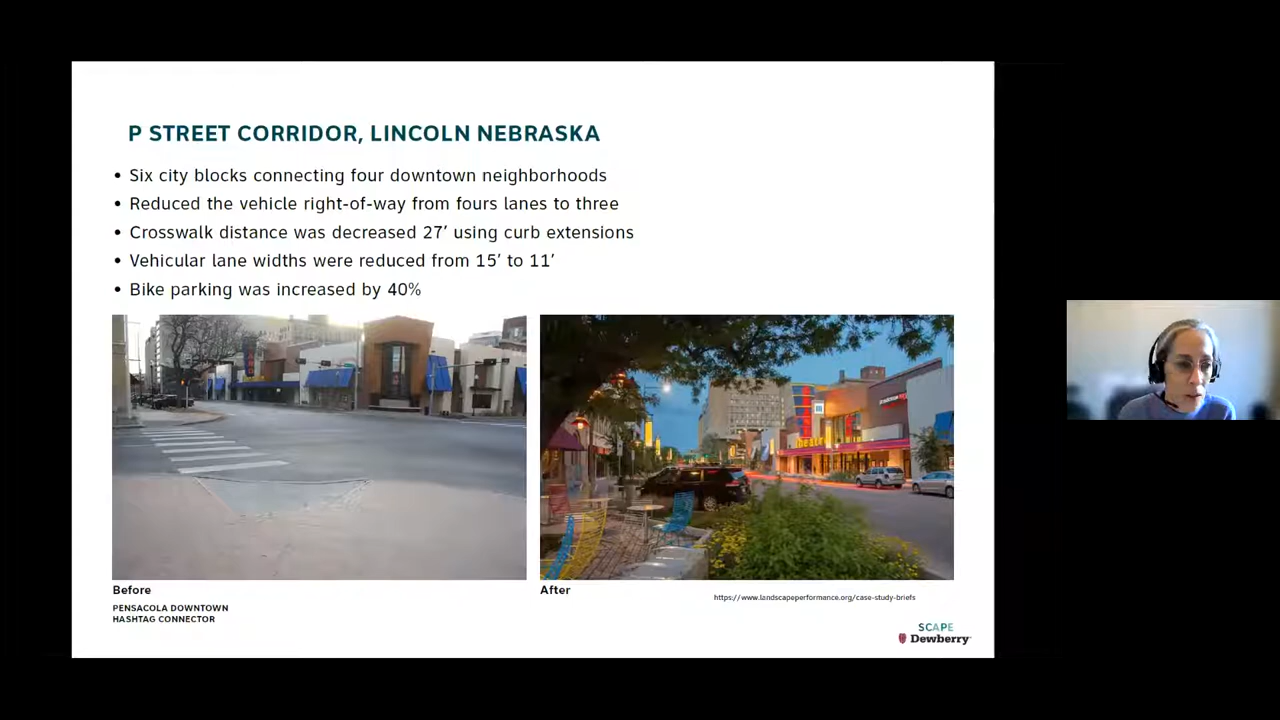 P STREET CORRIDOR, LINCOLN NEBRASKA
• Six city blocks connecting four downtown neighborhoods
• Reduced the vehicle right-of-way from fours lanes to three
• Crosswalk distance was decreased 27’ using curb extensions
• Vehicular lane widths were reduced from 15’ to 11’
• Bike parking was increased by 40%
theatre
Before
After
https://www.landscapeperformance.org/case-study-briefs
PENSACOLA DOWNTOWN
HASHTAG CONNECTOR
SCAPE
Dewberry